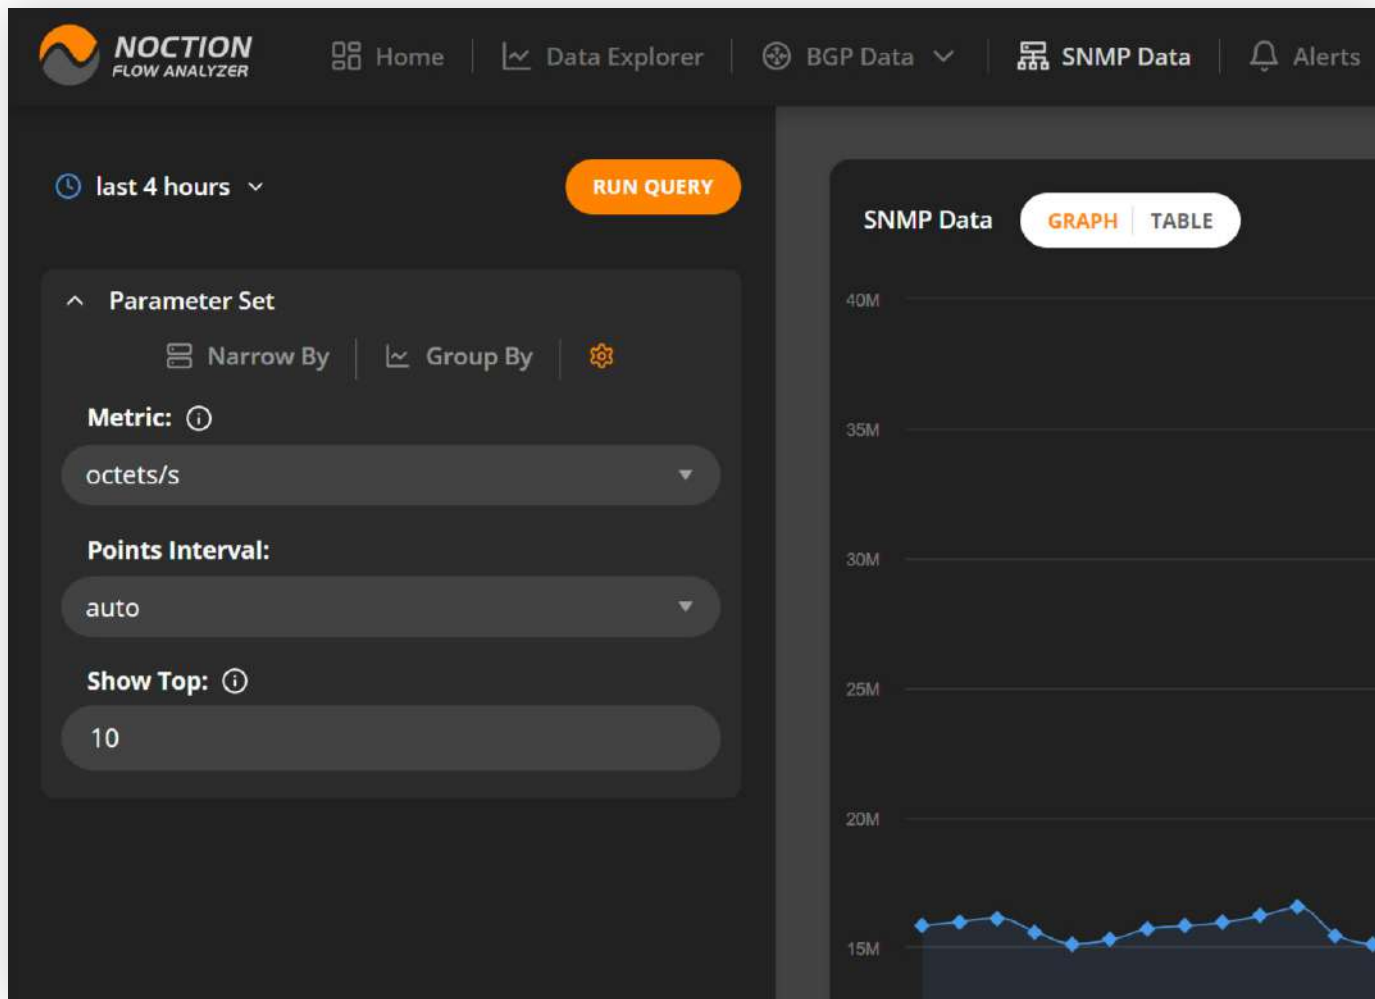 NOCTION
FLOW ANALYZER
Home
Data Explorer
BGP Data
SNMP Data
Alerts
last 4 hours
RUN QUERY
Parameter Set
Narrow By
Group By
Metric:
octets/s
Points Interval:
auto
Show Top:
10
SNMP Data
GRAPH
TABLE
40M
35M
30M
25M
20M
15M